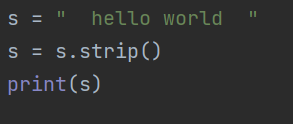 s = "  hello world  "
s = s.strip()
print(s)